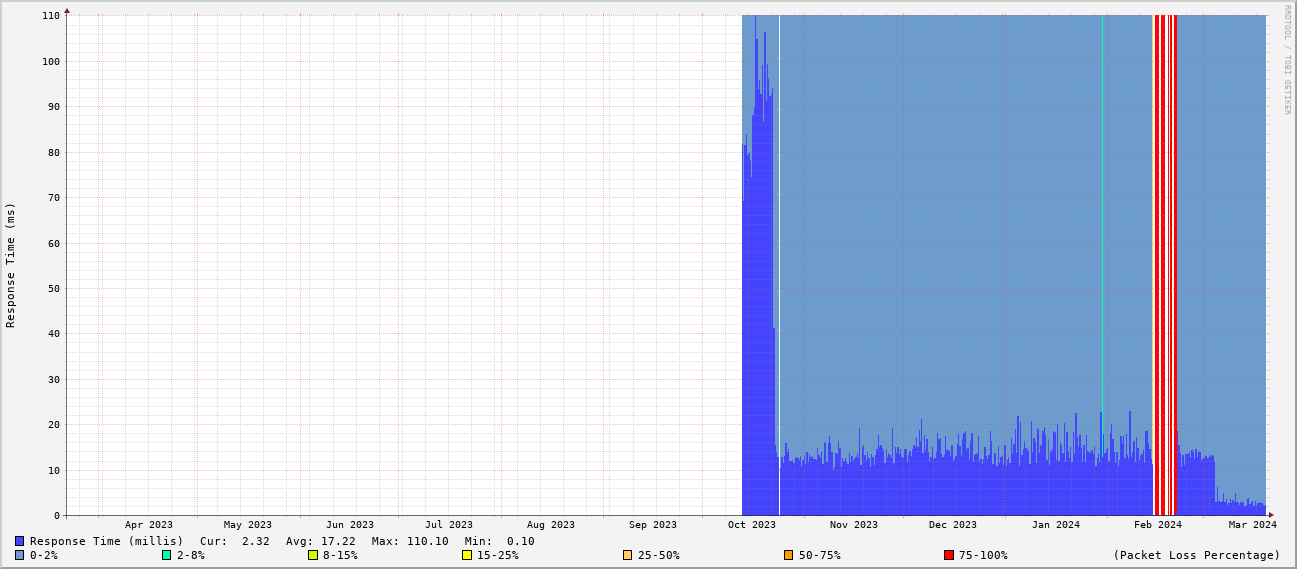 RRDTOOL / TOBI OETIKER
Response Time (ms)
110
100
90
80
70
60
50
40
30
20
10
0
Apr 2023 May 2023 Jun 2023 Jul 2023 Aug 2023 Sep 2023 Oct 2023 Nov 2023 Dec 2023 Jan 2024 Feb 2024 Mar 2024
Response Time (millis) Cur: 2.32 Avg: 17.22 Max: 110.10 Min: 0.10
0-2% 2-8% 8-15% 15-25% 25-50% 50-75% 75-100% (Packet Loss Percentage)